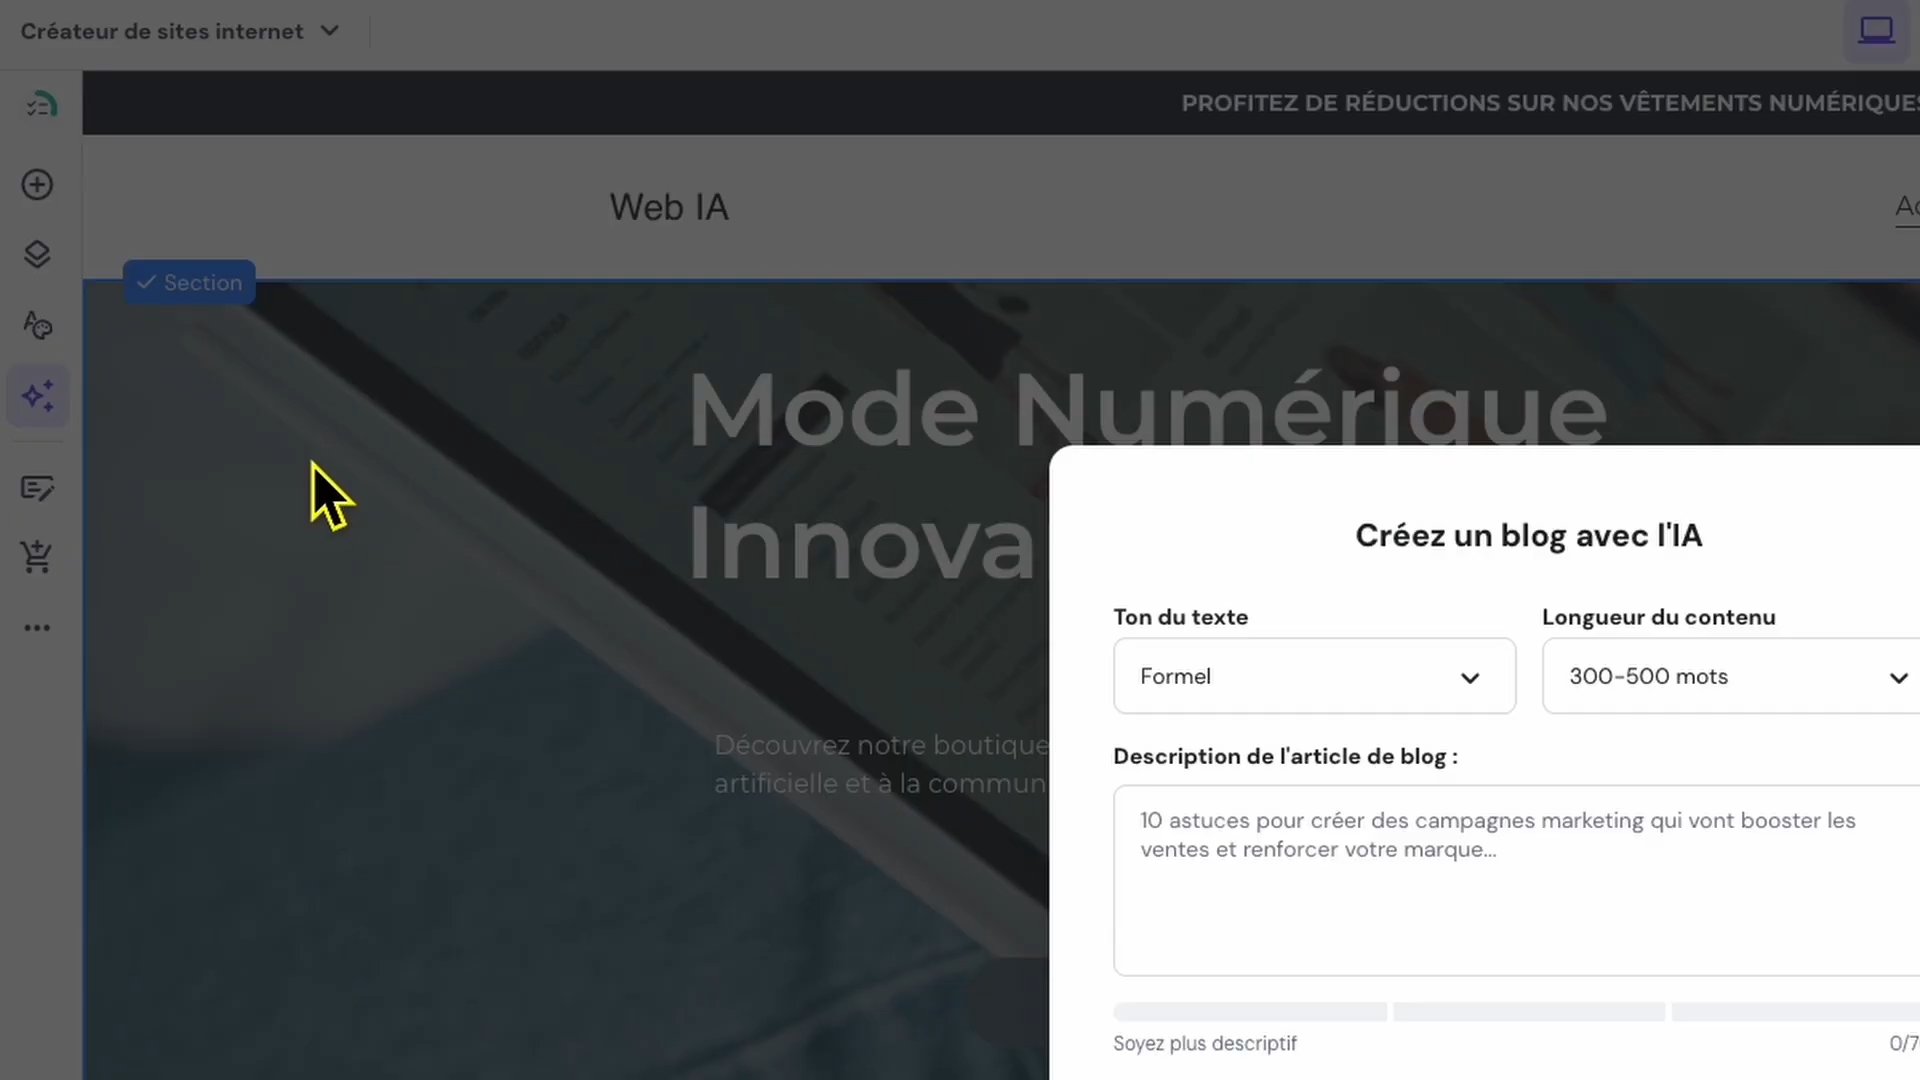 Créateur de sites internet
PROFITEZ DE RÉDUCTIONS SUR NOS VÊTEMENTS NUMÉRIQUES
Web IA
Section
Mode Numérique
Innova
Découvrez notre boutique
artificielle et à la commun
Créez un blog avec l'IA
Ton du texte
Longueur du contenu
Formel
300-500 mots
Description de l'article de blog :
10 astuces pour créer des campagnes marketing qui vont booster les
ventes et renforcer votre marque...
Soyez plus descriptif